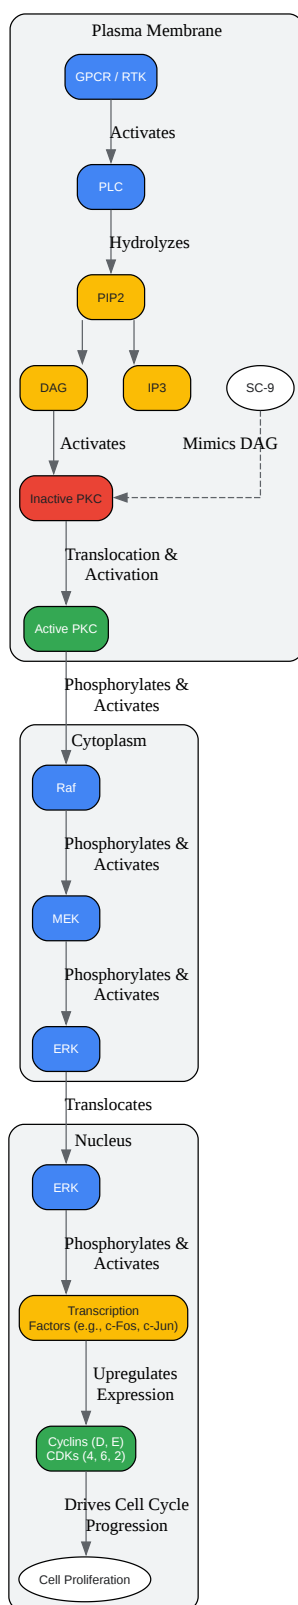 Plasma Membrane
GPCR / RTK
Activates
PLC
Hydrolyzes
PIP2
DAG
IP3
SC-9
Activates
Mimics DAG
Inactive PKC
Translocation &
Activation
Active PKC
Phosphorylates &
Activates
Cytoplasm
Raf
Phosphorylates &
Activates
MEK
Phosphorylates &
Activates
ERK
Translocates
Nucleus
ERK
Phosphorylates &
Activates
Transcription
Factors (e.g., c-Fos, c-Jun)
Upregulates
Expression
Cyclins (D, E)
CDKs (4, 6, 2)
Drives Cell Cycle
Progression
Cell Proliferation